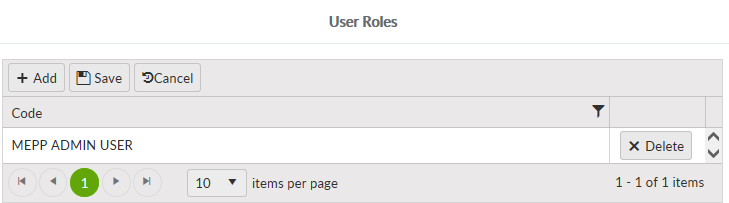 User Roles
+ Add Save Cancel
Code
MEPP ADMIN USER × Delete
1 10 items per page 1 - 1 of 1 items